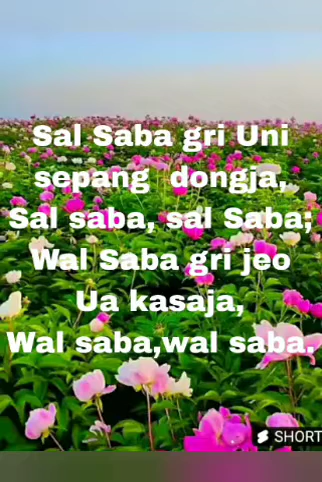 Sal Saba gri Uni
sepang dongja,
Sal saba, sal Saba;
Wal Saba gri jeo
Ua kasaja,
Wal saba,wal saba.
SHORT